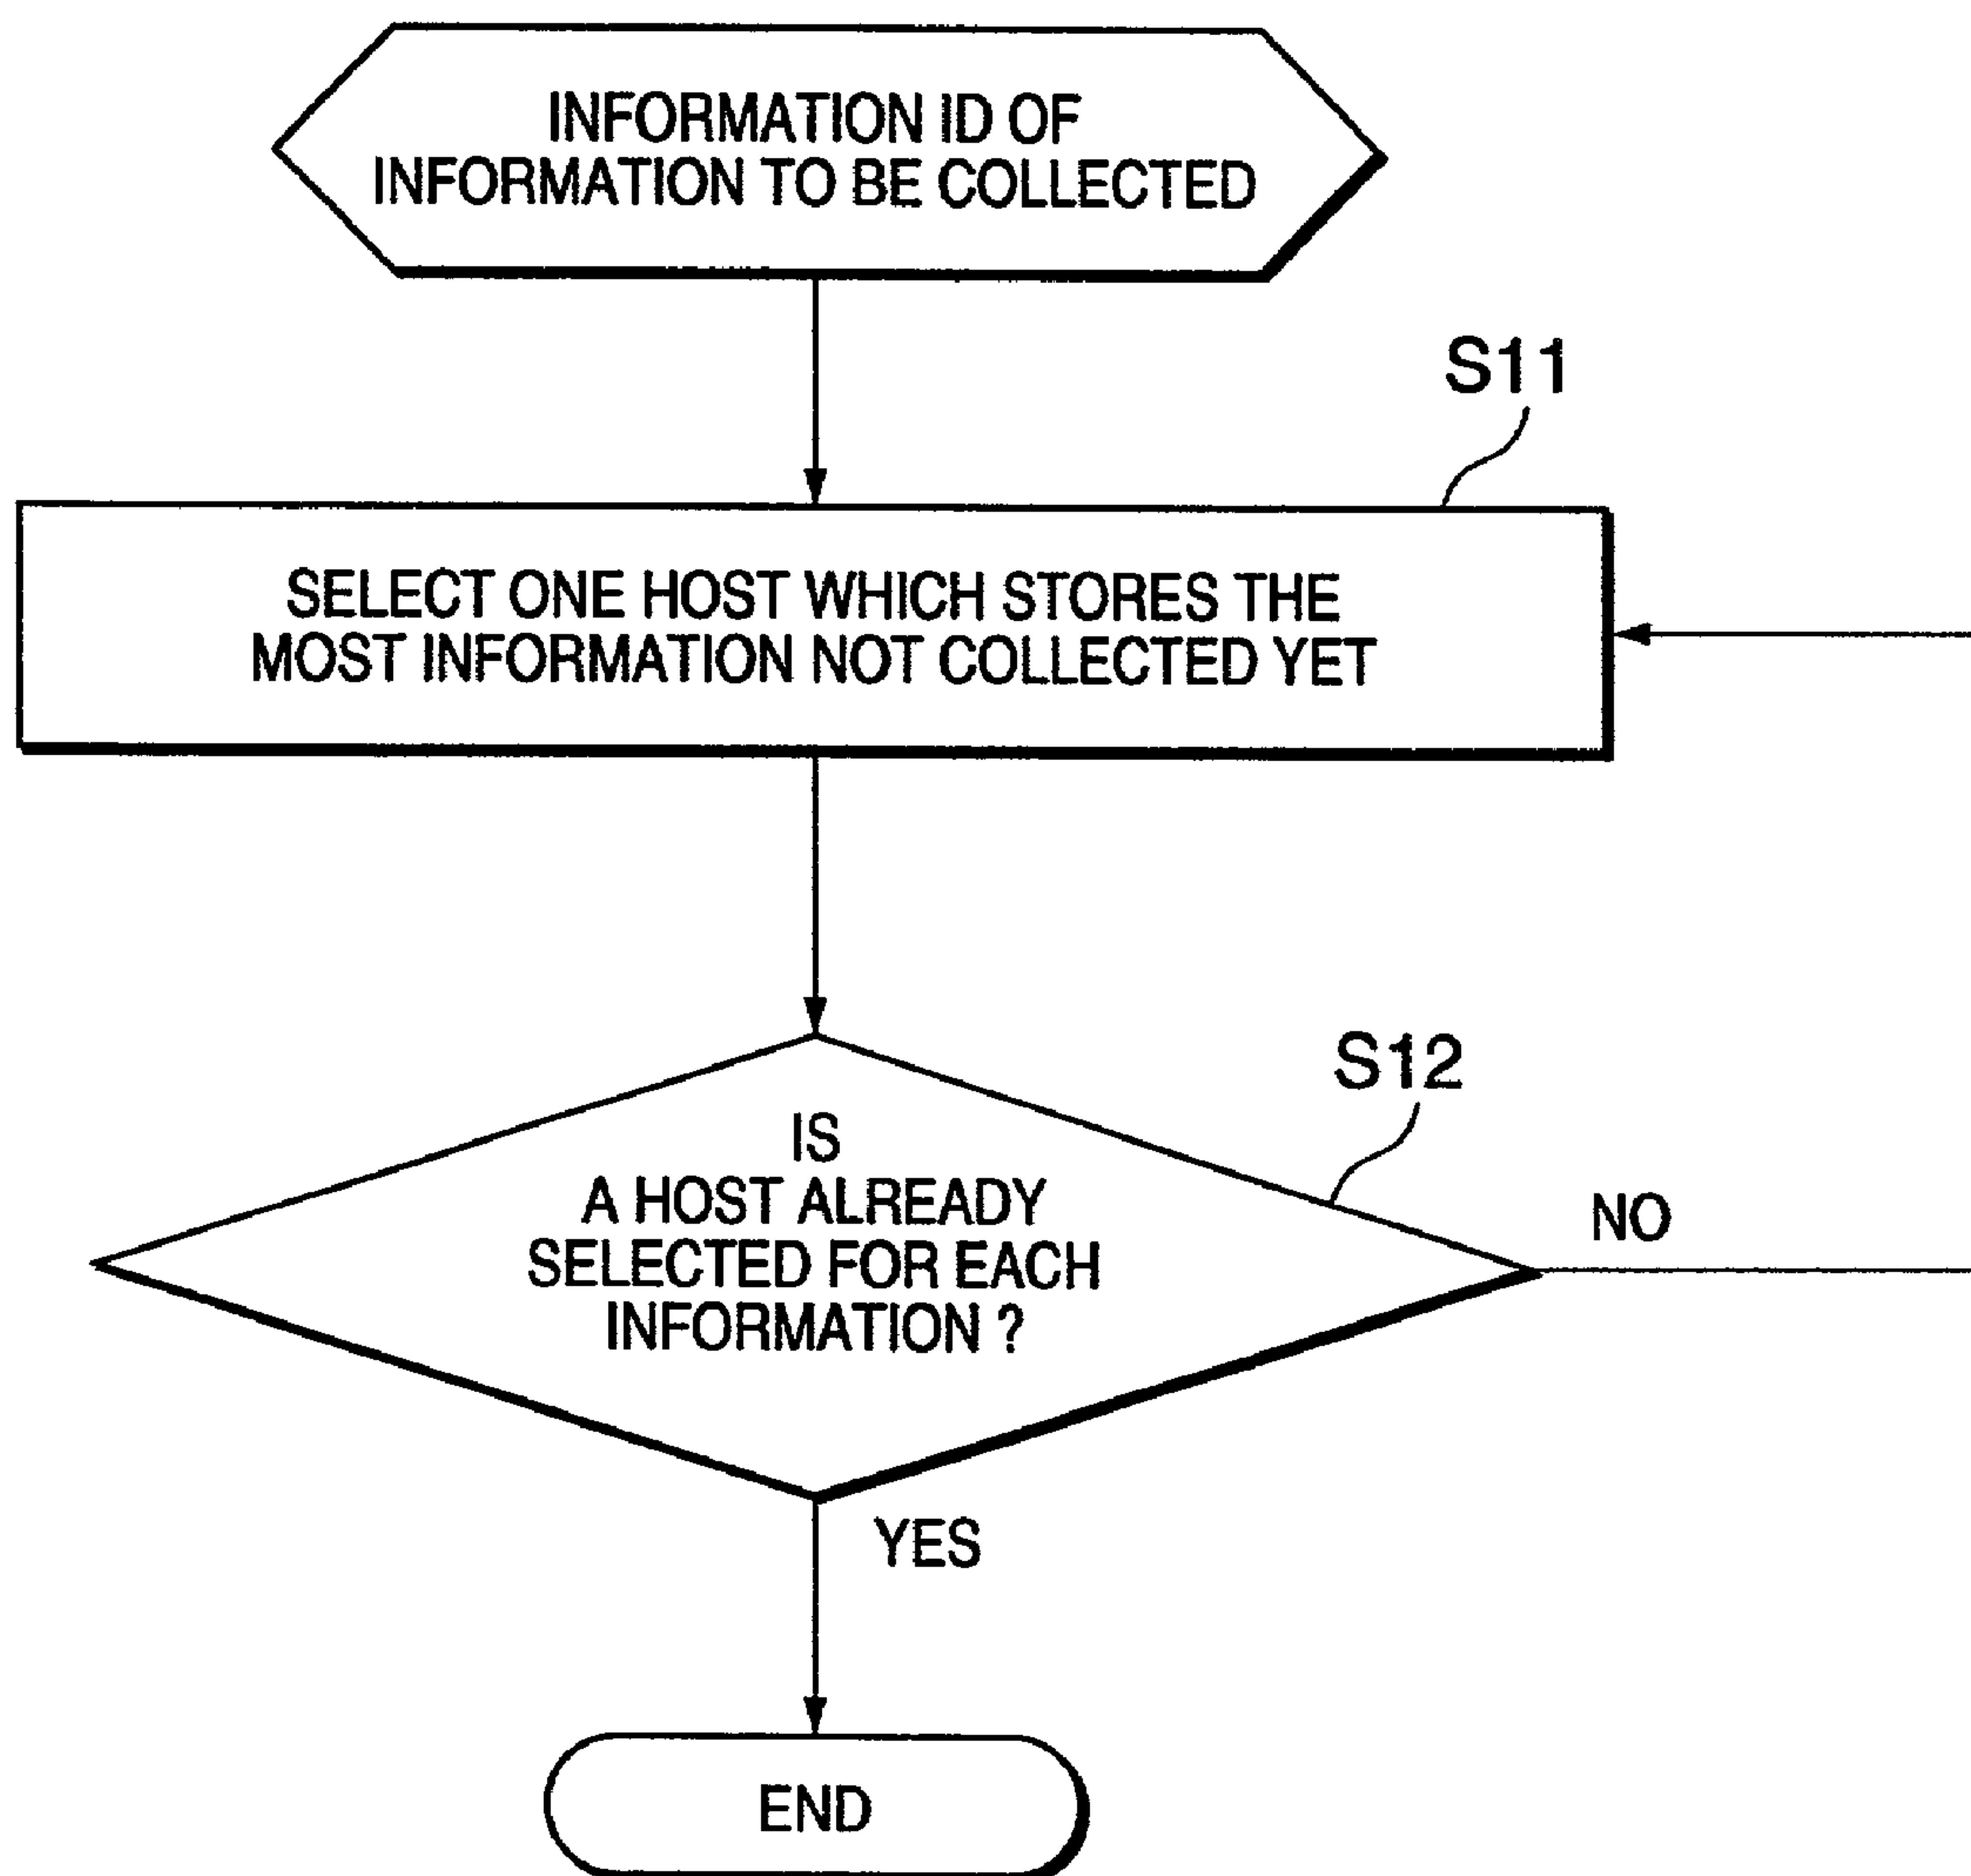 INFORMATION ID OF
INFORMATION TO BE COLLECTED
S11
SELECT ONE HOST WHICH STORES THE
MOST INFORMATION NOT COLLECTED YET
S12
IS
A HOST ALREADY
SELECTED FOR EACH
INFORMATION ?
NO
YES
END